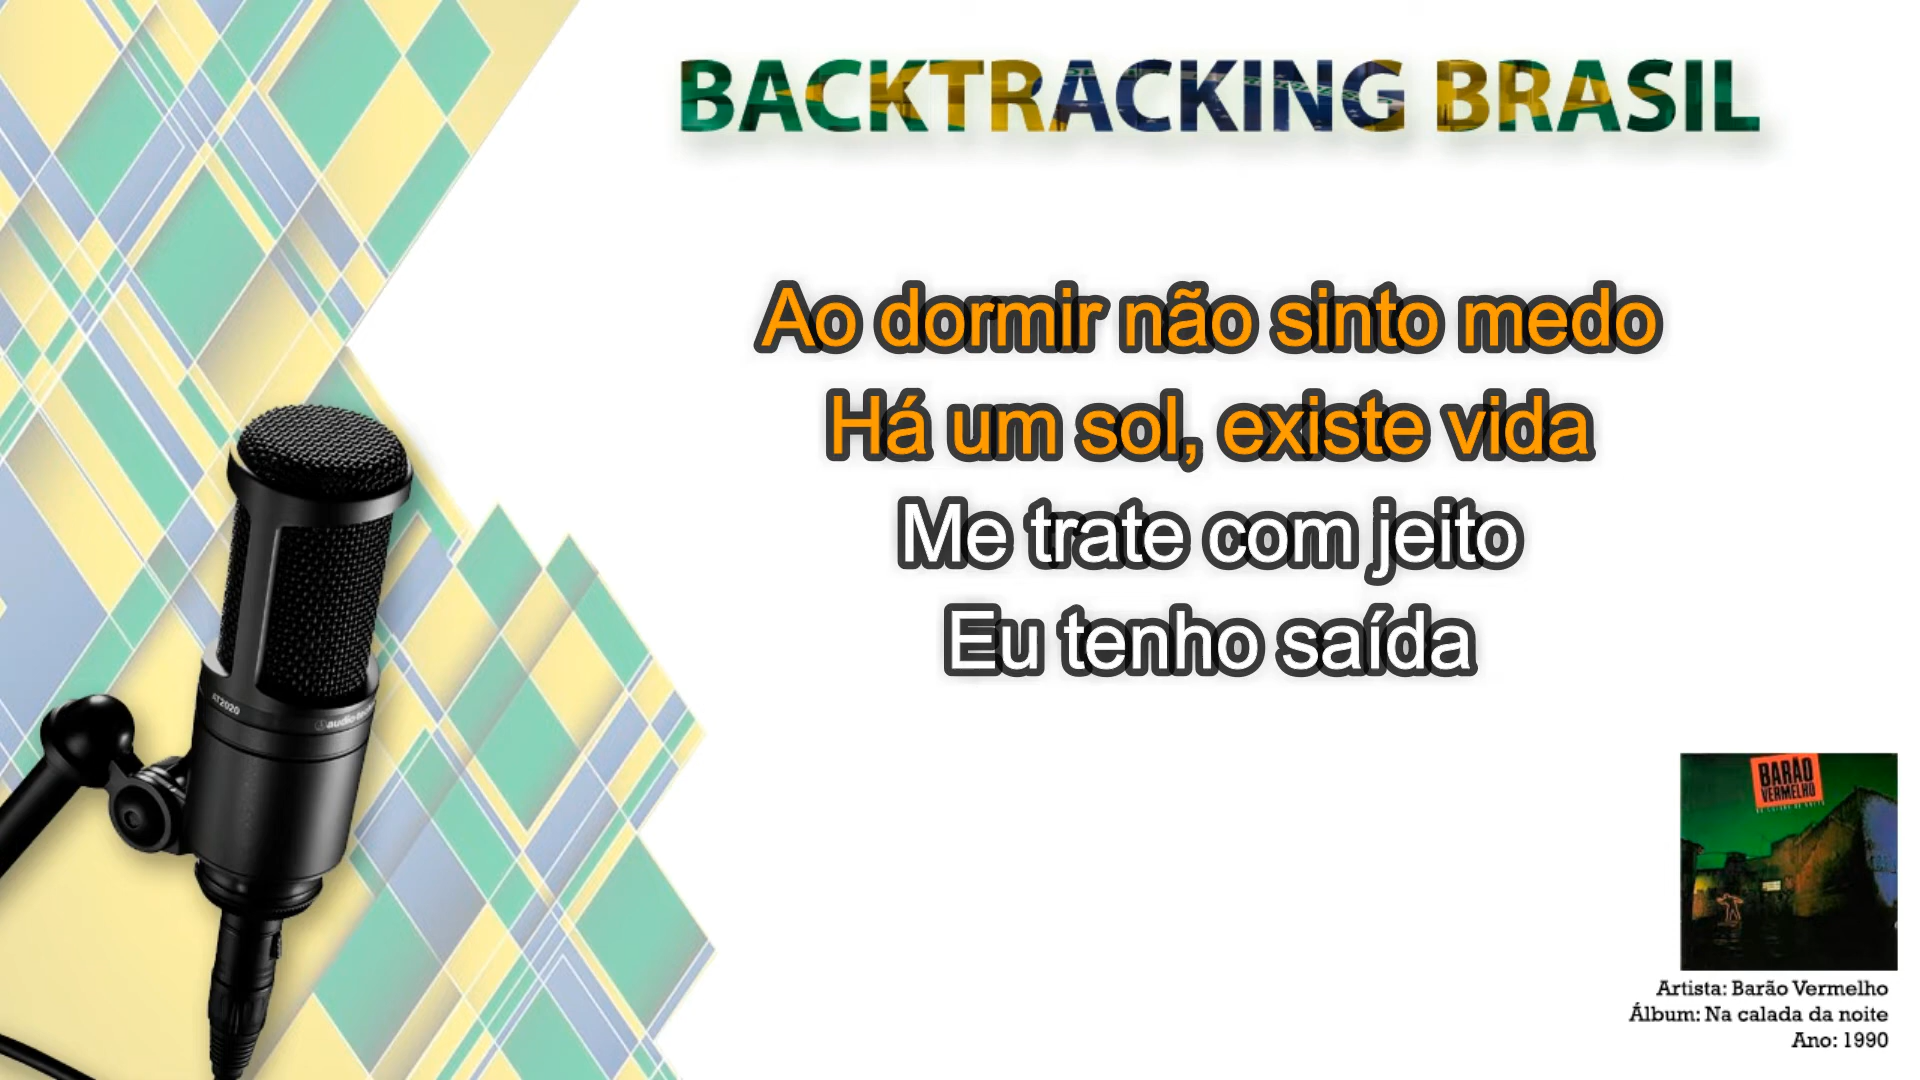 BACKTRACKING BRASIL
Ao dormir não sinto medo
Há um sol, existe vida
Me trate com jeito
Eu tenho saída
AT2020
BARÃO
VERMELHO
Artista: Barão Vermelho
Álbum: Na calada da noite
Ano: 1990